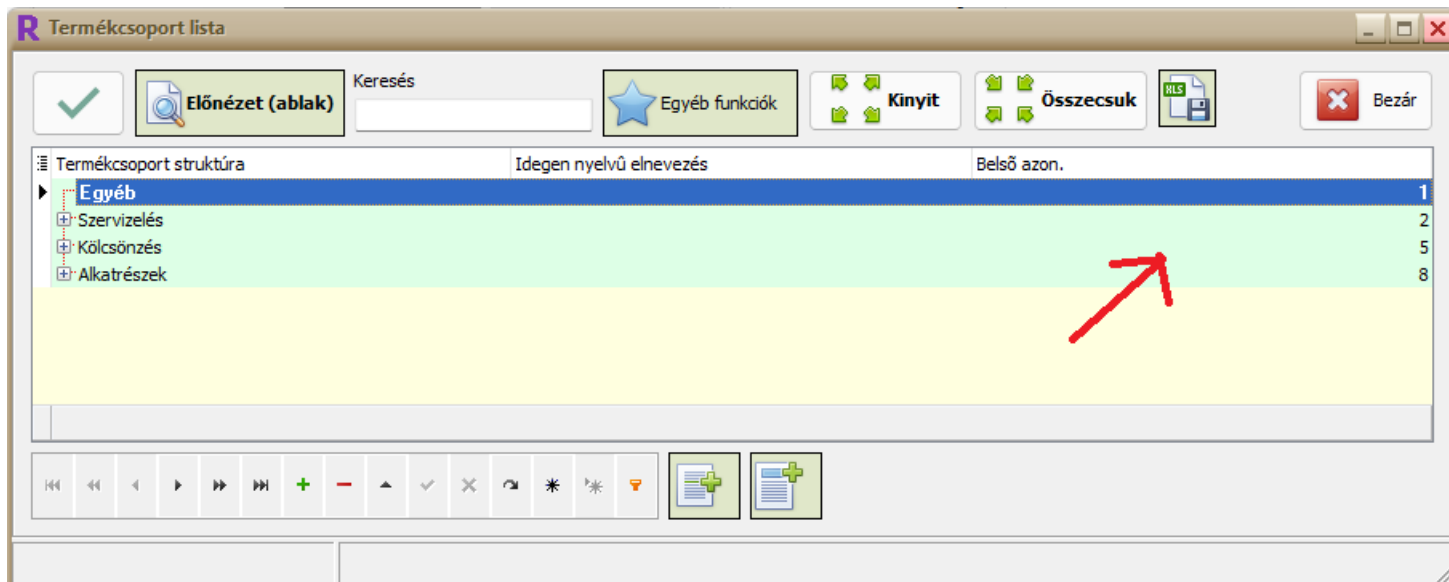 R Termékcsoport lista
Előnézet (ablak)
Keresés
Egyéb funkciók
Kinyit
Összecsuk
XLS
Bezár
Termékcsoport struktúra Idegen nyelvû elnevezés Belsõ azon.
Egyéb 1
Szervizelés 2
Kölcsönzés 5
Alkatrészek 8